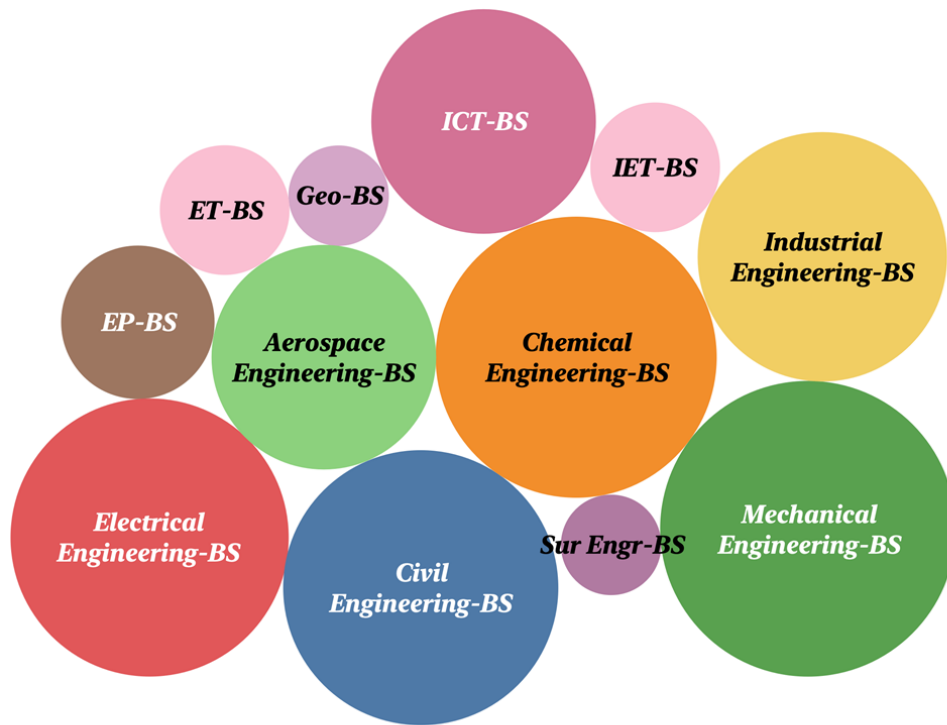 ICT-BS
IET-BS
Geo-BS
ET-BS
Industrial
Engineering-BS
EP-BS
Aerospace
Engineering-BS
Chemical
Engineering-BS
Electrical
Engineering-BS
Civil
Engineering-BS
Sur Engr-BS
Mechanical
Engineering-BS